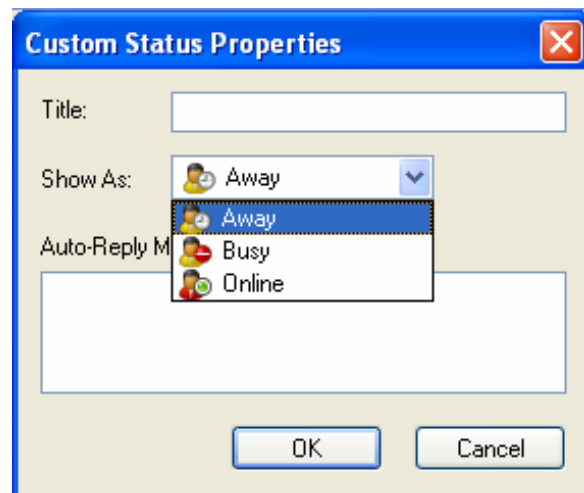 Custom Status Properties
Title:
Show As:
Away
Away
Busy
Online
Auto-Reply M
OK
Cancel